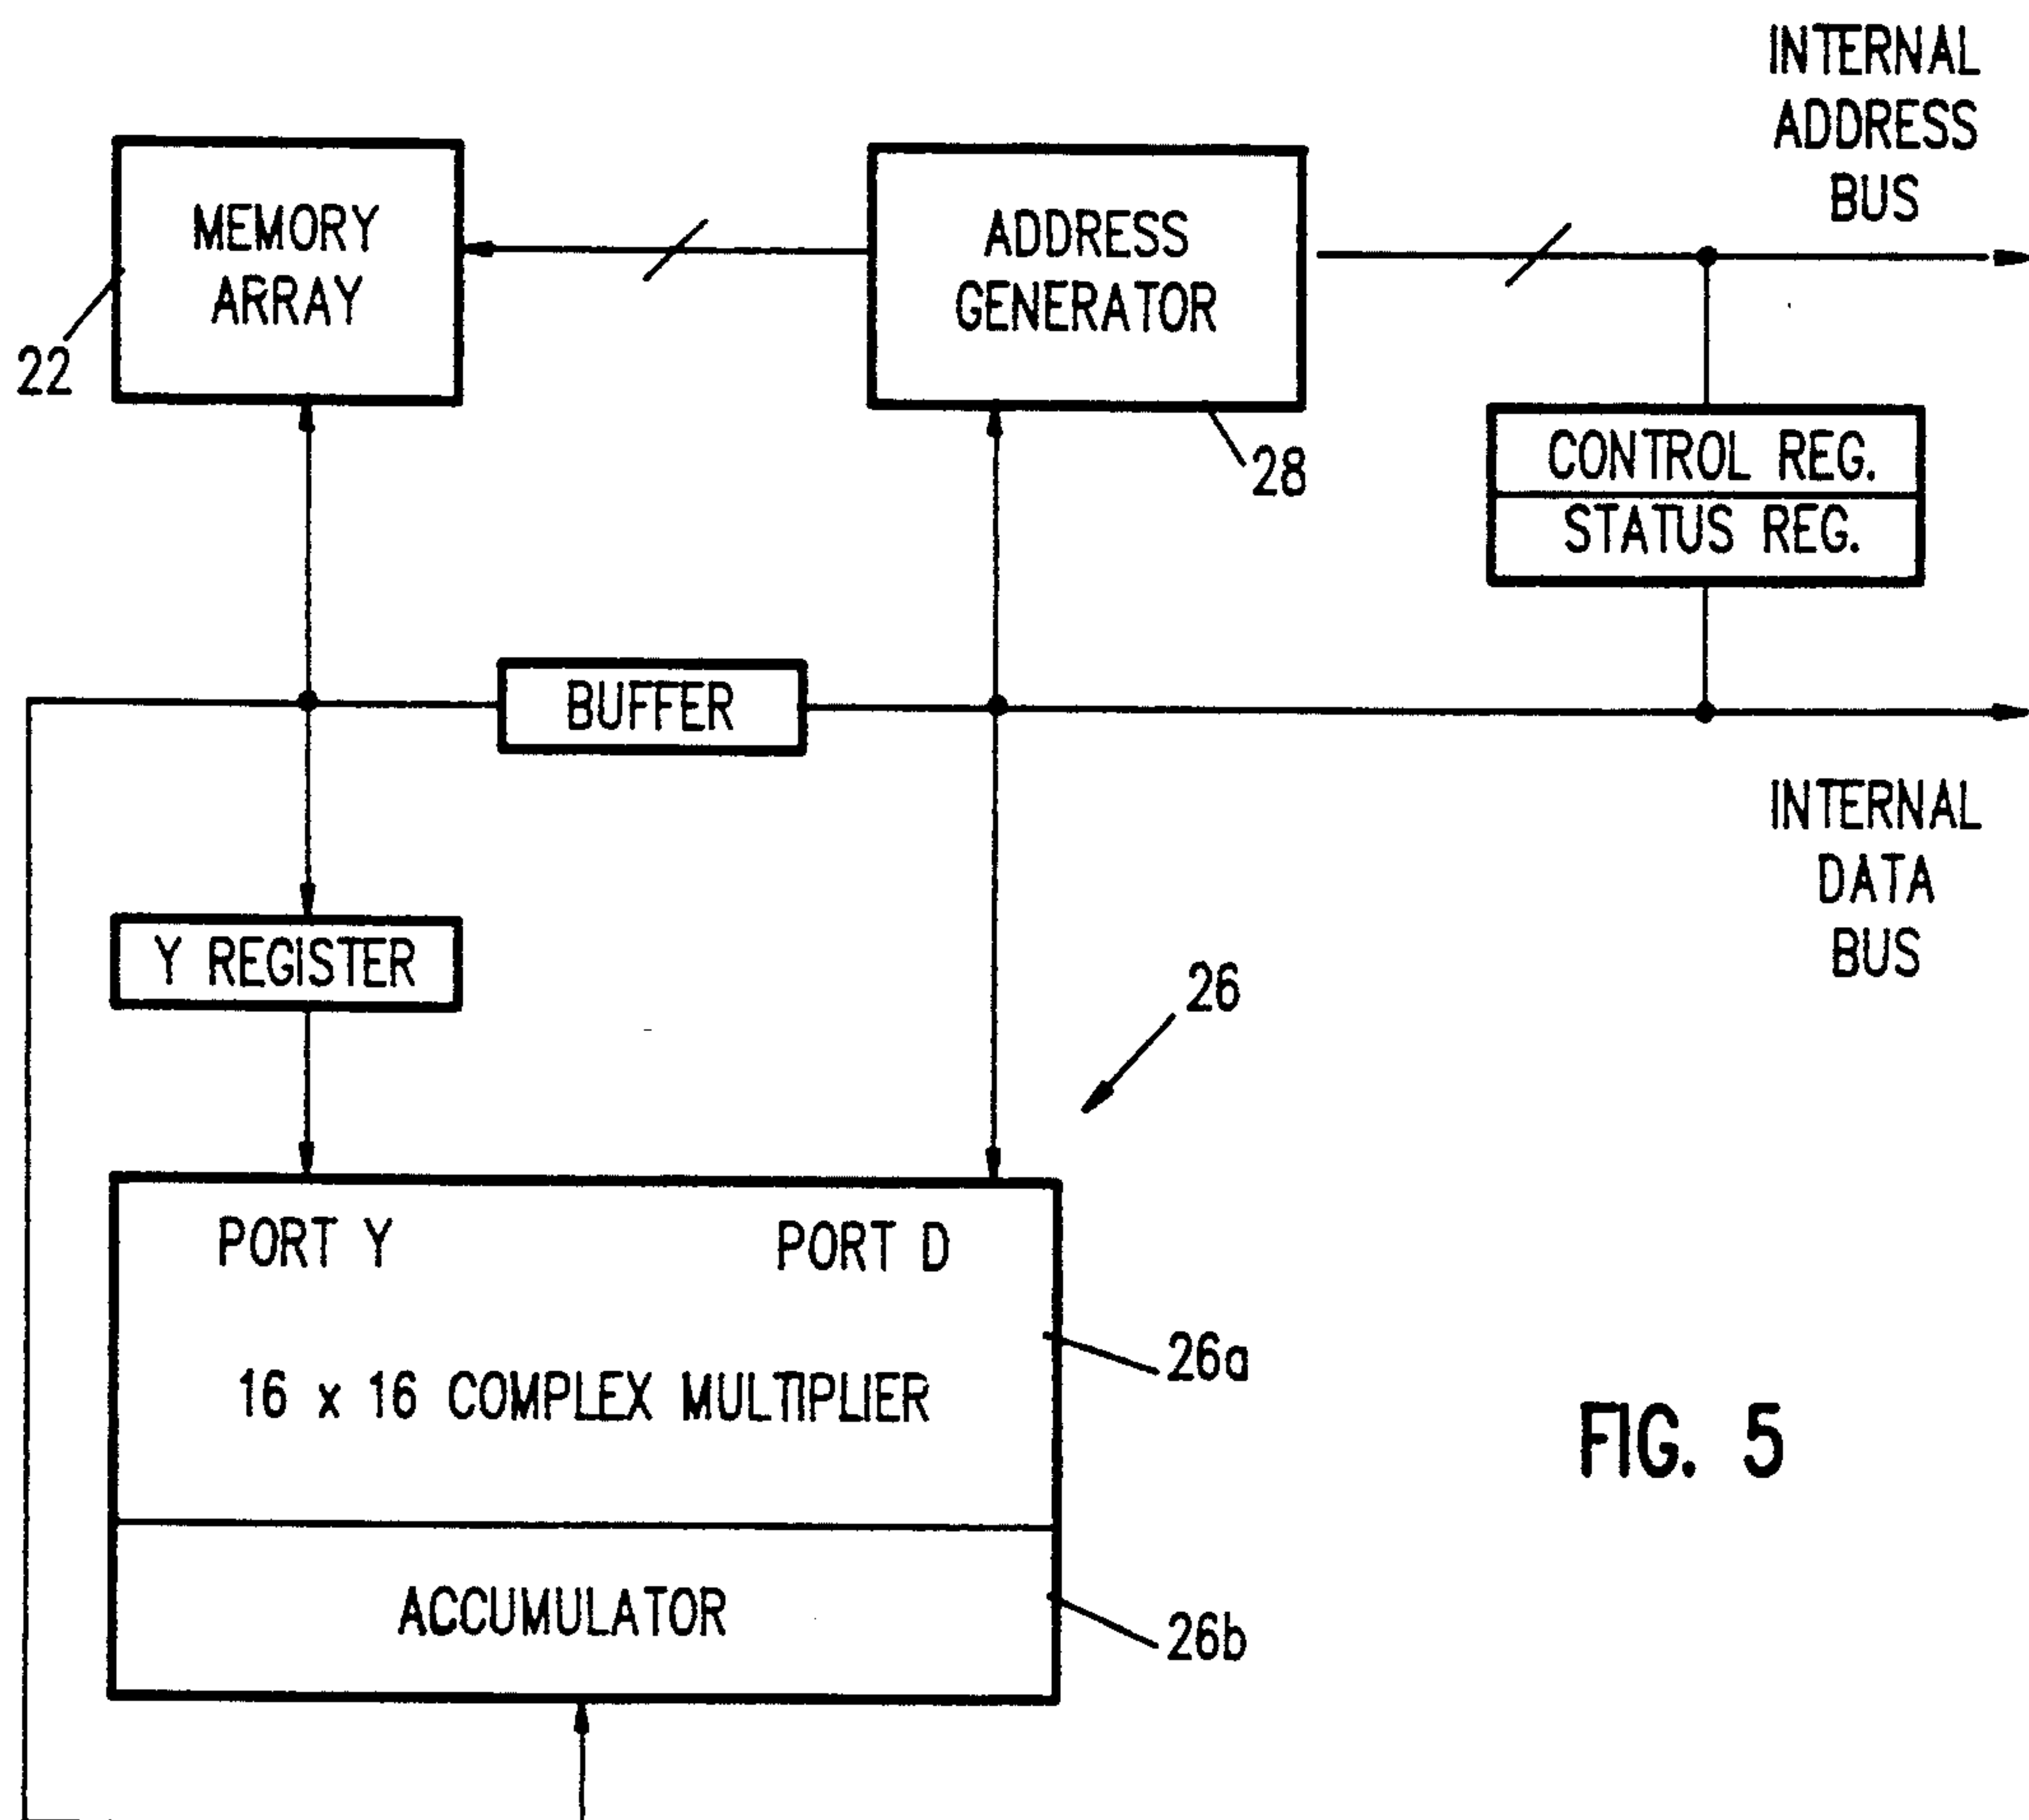 INTERNAL
ADDRESS
BUS
MEMORY
ARRAY
22
ADDRESS
GENERATOR
28
CONTROL REG.
STATUS REG.
BUFFER
INTERNAL
DATA
BUS
Y REGISTER
26
PORT Y
PORT D
16 x 16 COMPLEX MULTIPLIER
26a
ACCUMULATOR
26b
FIG. 5